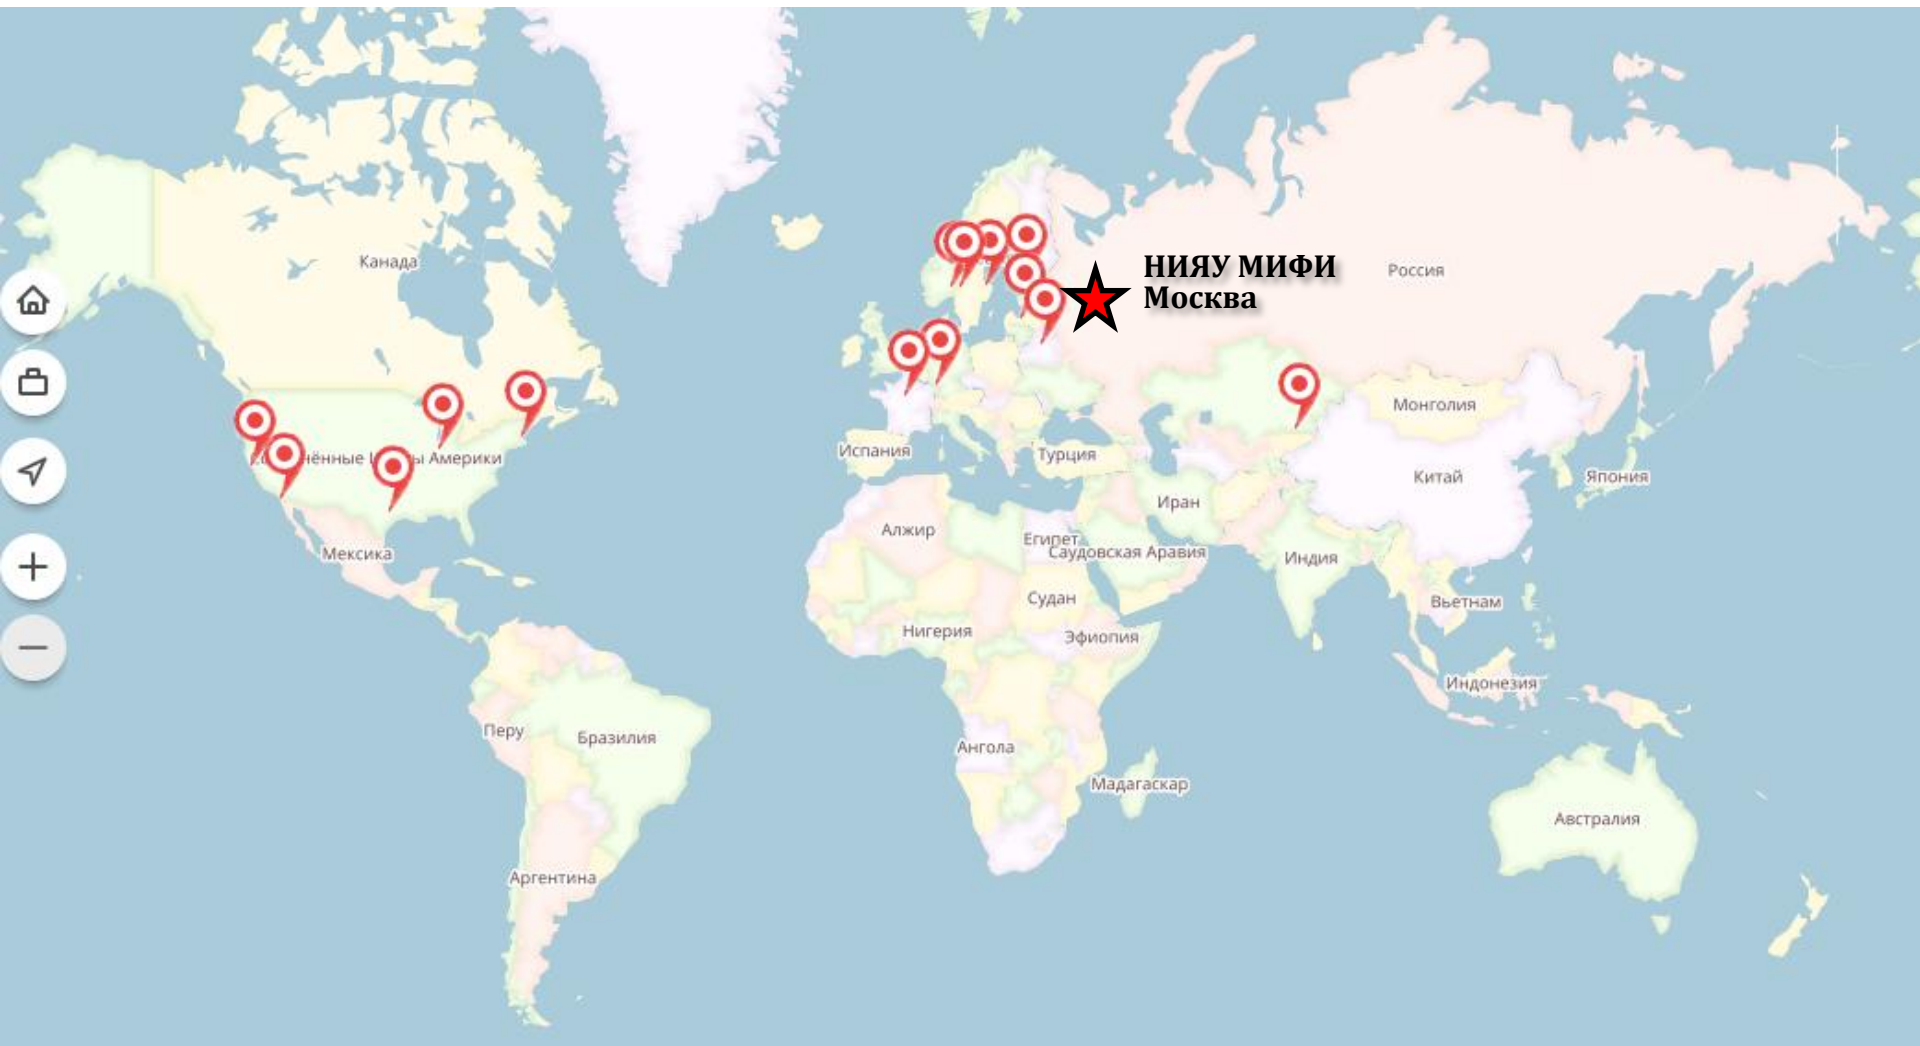 Канада
НИЯУ МИФИ
Москва
Россия
Монголия
Америки
Испания
Турция
Китай
Япония
Иран
Алжир
Египет
Саудовская Аравия
Мексика
Индия
Судан
Вьетнам
Нигерия
Эфиопия
Индонезия
Перу
Бразилия
Ангола
Мадагаскар
Австралия
Аргентина